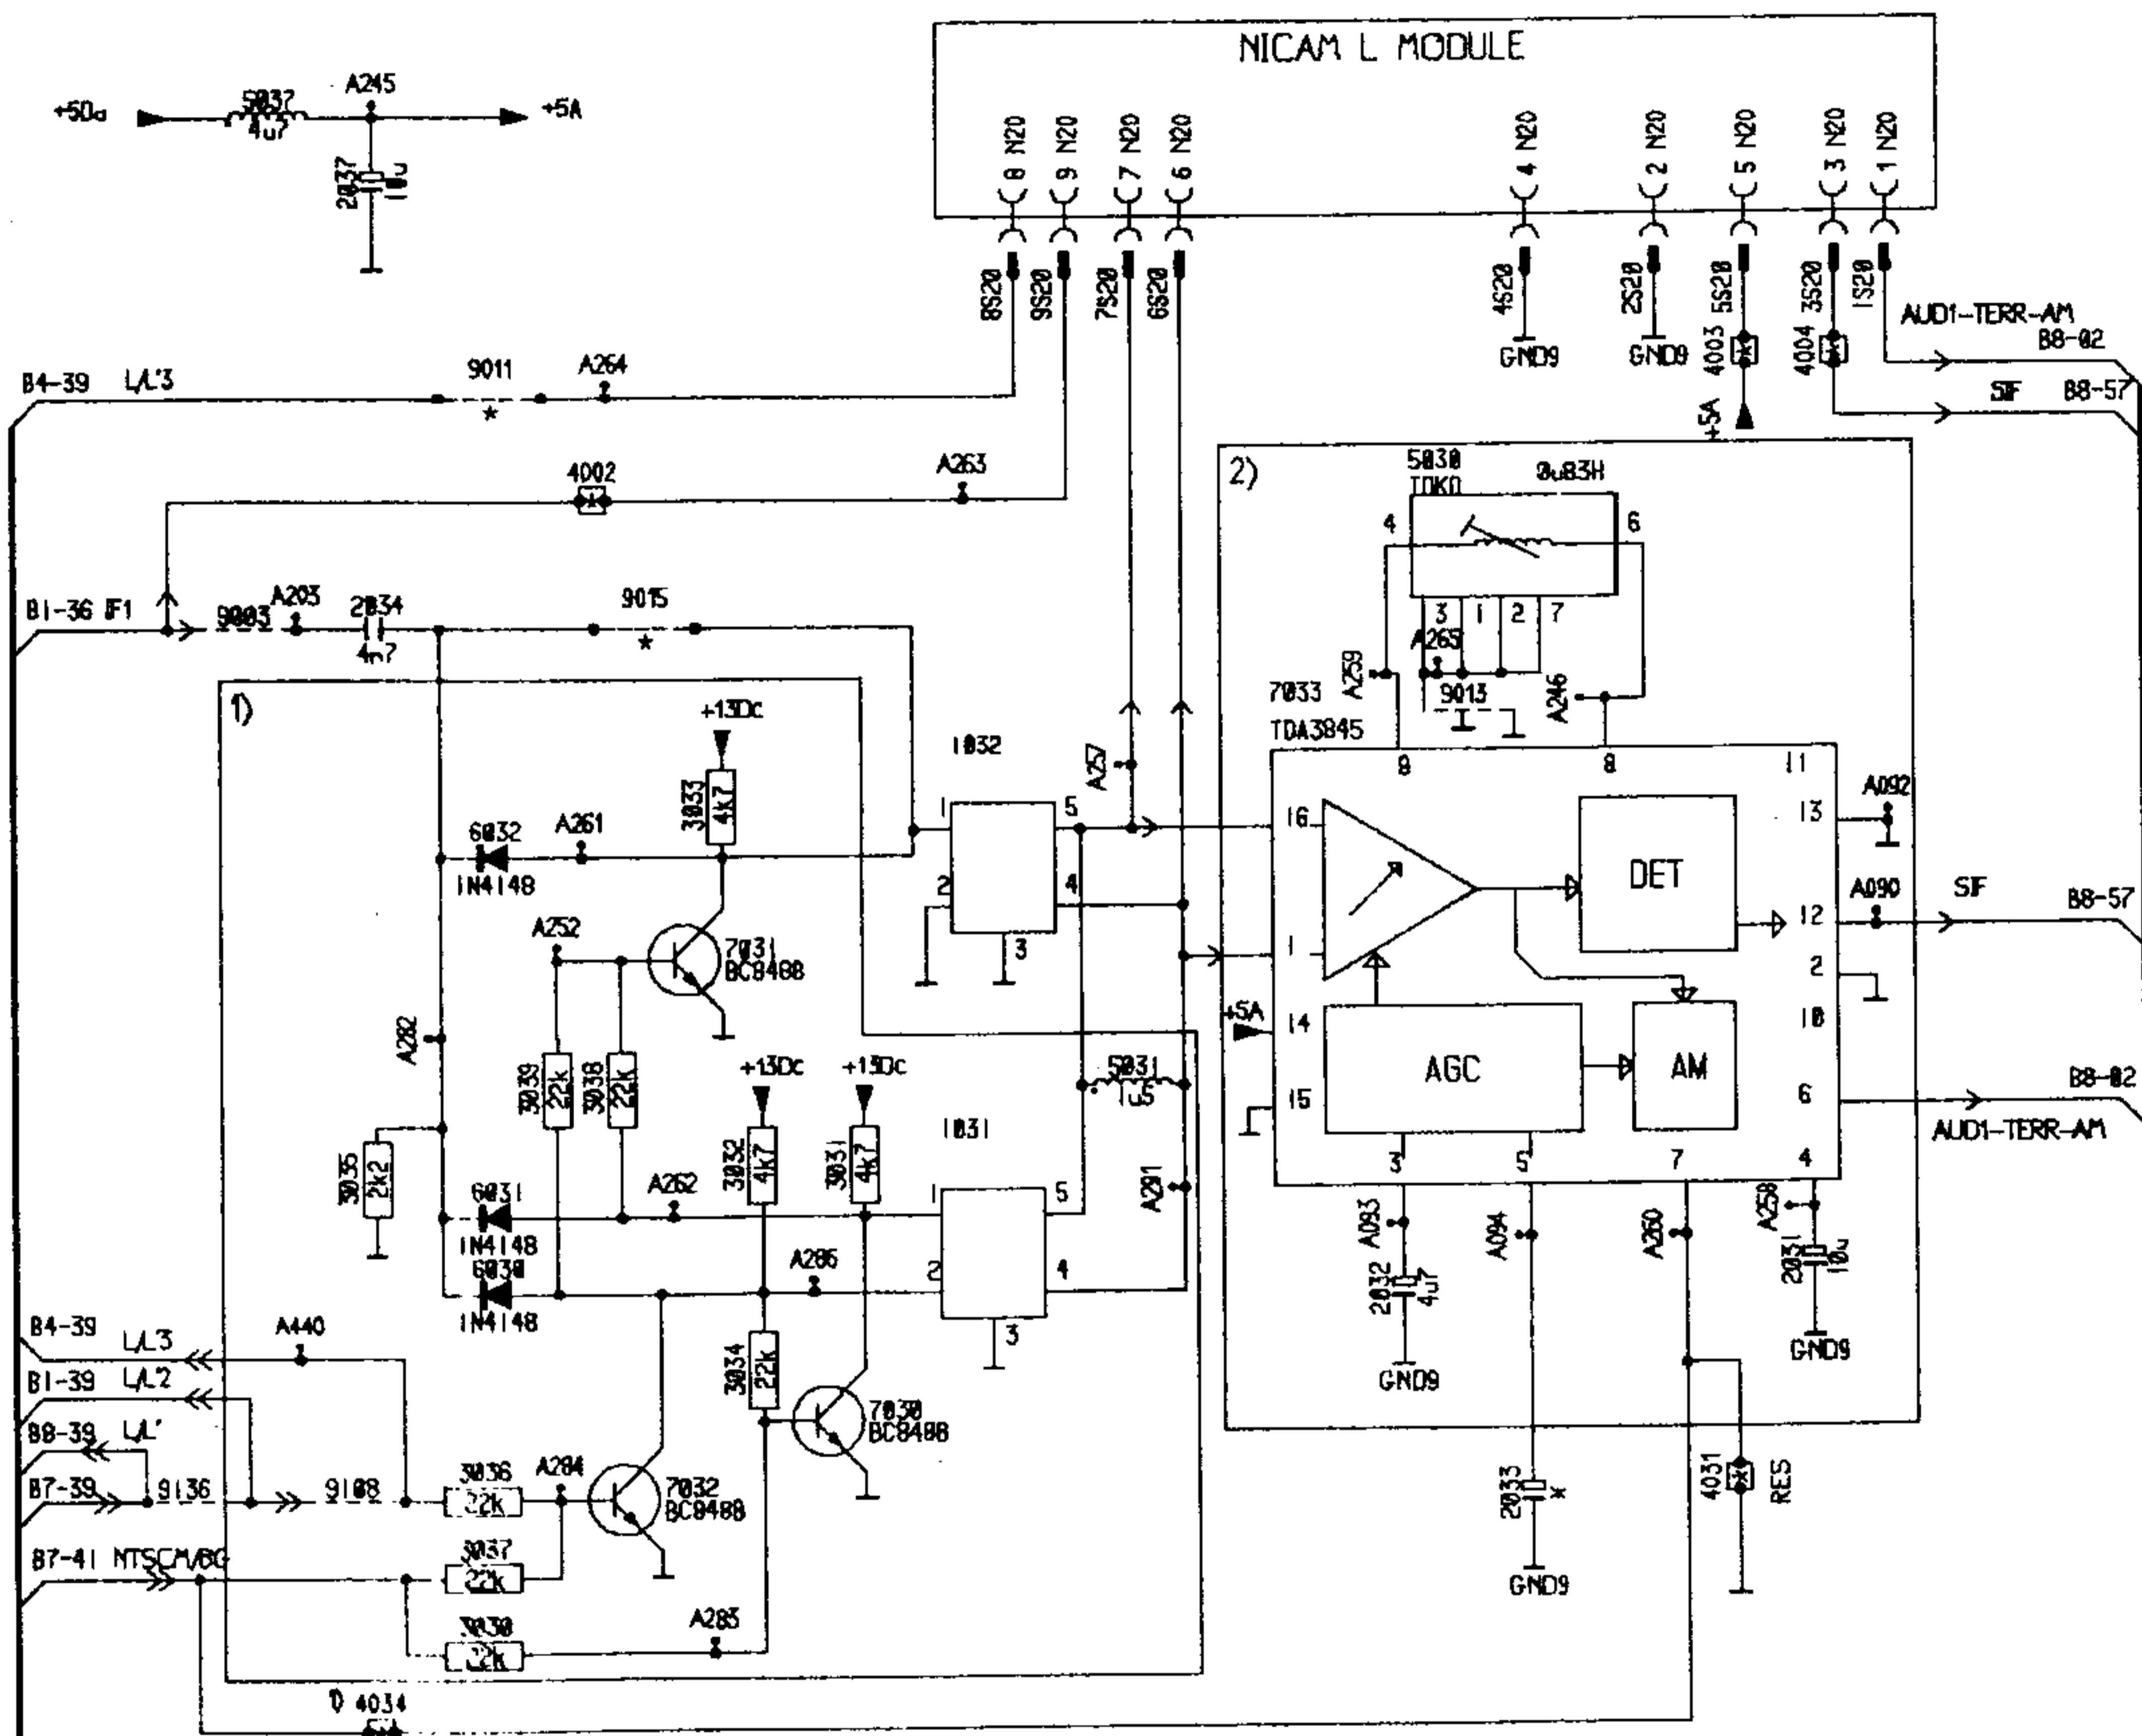 NICAM L MODULE
+5Da
5037
4u7
A245
+5A
2037
8 N20
9 N20
7 N20
6 N20
4 N20
2 N20
5 N20
3 N20
1 N20
8S20
9S20
7S20
6S20
4S20
2S20
5S20
3S20
1S20
GND9
GND9
4003
4004
+5A
AUD1-TERR-AM
B8-02
SIF
B8-57
B4-39
L/L'3
9011
*
A264
4002
A263
B1-36
IF1
9003
A203
2034
4n7
9015
*
1)
+13Dc
3033
4k7
6032
1N4148
A261
A252
7031
BC848B
A282
3039
22k
3038
22k
3035
2k2
+13Dc
+13Dc
3032
4k7
3031
4k7
6031
1N4148
A262
6030
1N4148
A286
3034
22k
7030
BC848B
1032
1
2
3
4
5
A257
1031
1
2
3
4
5
5031
1u5
A291
2)
5030
TOKO
0u83H
4
6
3
1
2
7
A265
9013
A259
A246
7033
TDA3845
9
8
11
13
A092
16
DET
12
A090
SIF
B8-57
1
2
+5A
14
10
AGC
AM
15
6
B8-02
AUD1-TERR-AM
3
5
7
4
A093
A094
A260
A258
2032
4u7
2031
10u
GND9
GND9
2033
*
GND9
4031
RES
B4-39
L/L'3
A440
B1-39
L/L'2
B8-39
L/L'
B7-39
9136
9108
3036
22k
A284
7032
BC848B
B7-41
NTSCM/BG
3037
22k
3030
22k
A283
4034